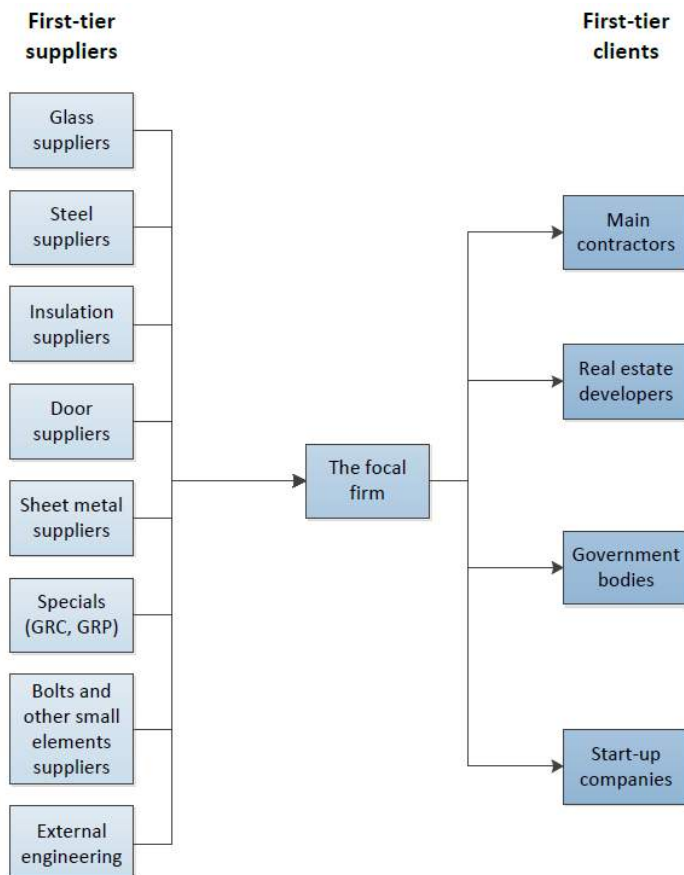 First-tier
suppliers
First-tier
clients
Glass
suppliers
Steel
suppliers
Insulation
suppliers
Door
suppliers
Sheet metal
suppliers
Specials
(GRC, GRP)
Bolts and
other small
elements
suppliers
External
engineering
The focal
firm
Main
contractors
Real estate
developers
Government
bodies
Start-up
companies